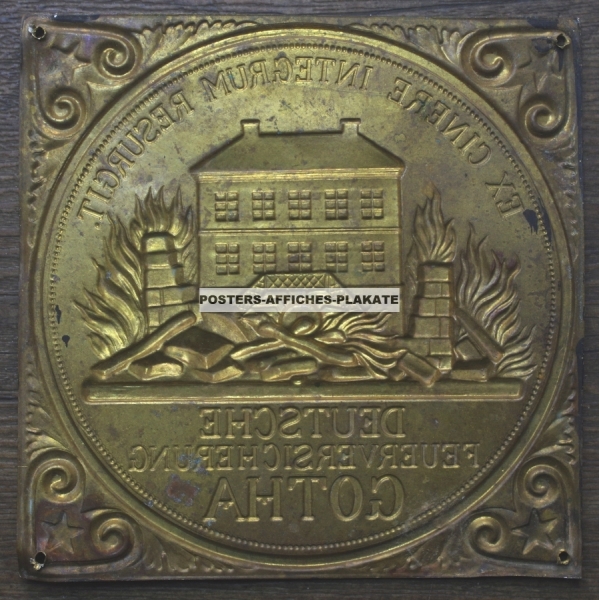 EX CINERE INTEGRUM RESURGIT
POSTERS-AFFICHES-PLAKATE
DEUTSCHE
FEUERVERSICHERUNG
GOTHA